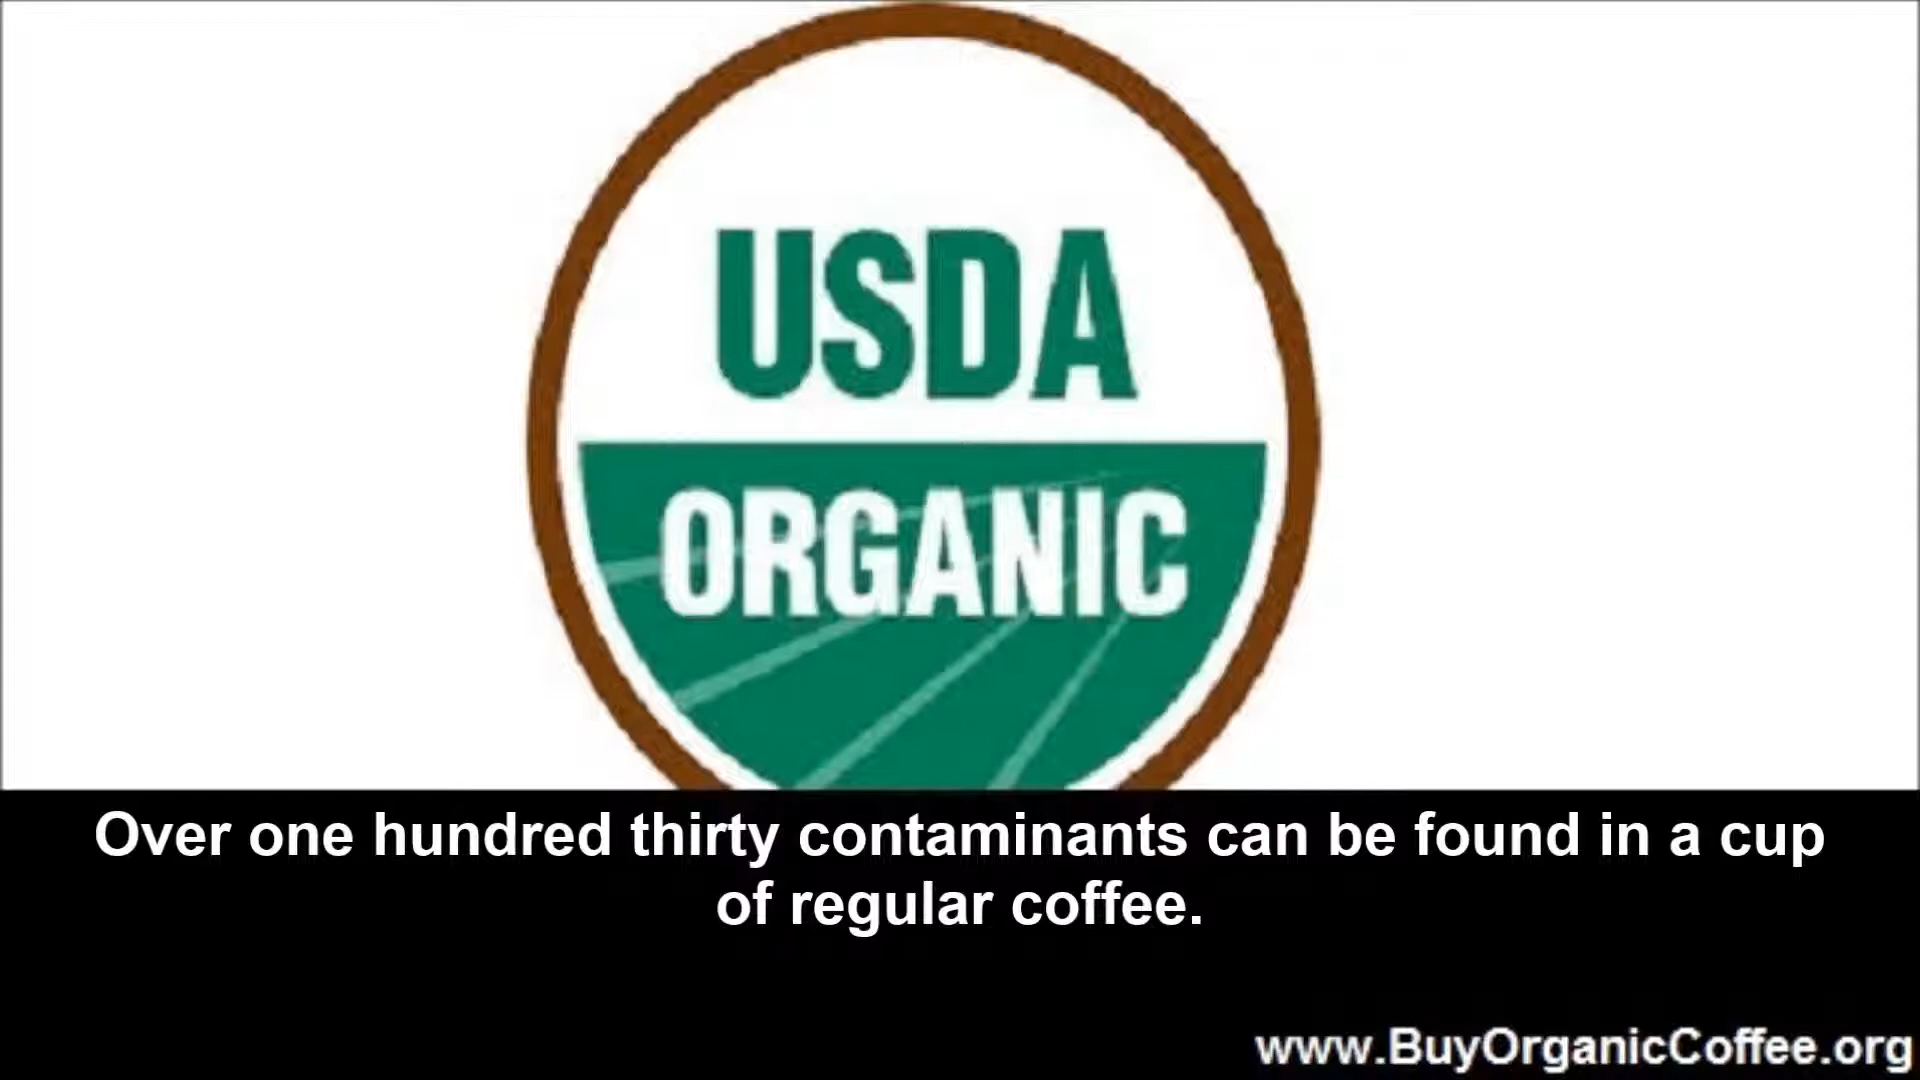 USDA
ORGANIC
Over one hundred thirty contaminants can be found in a cup
of regular coffee.
www.BuyOrganicCoffee.org